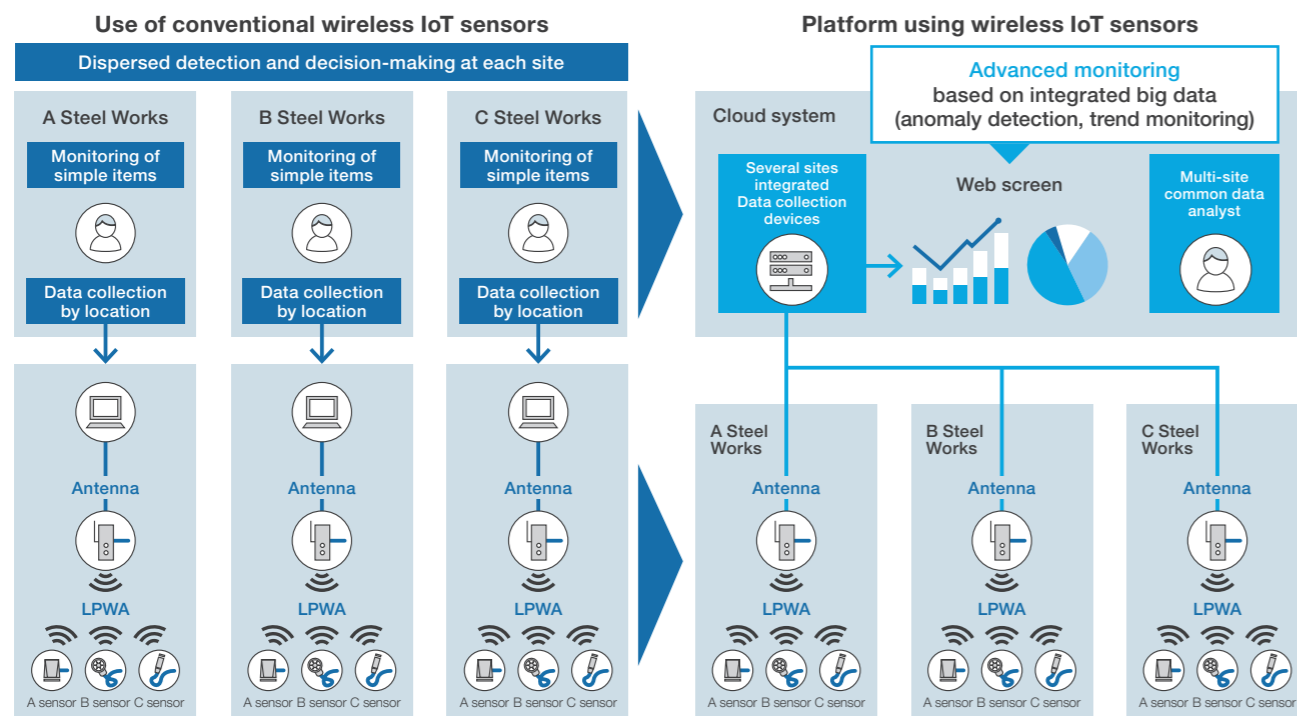 Use of conventional wireless IoT sensors
Dispersed detection and decision-making at each site
A Steel Works
Monitoring of
simple items
Data collection
by location
Antenna
LPWA
A sensor B sensor C sensor
B Steel Works
Monitoring of
simple items
Data collection
by location
Antenna
LPWA
A sensor B sensor C sensor
C Steel Works
Monitoring of
simple items
Data collection
by location
Antenna
LPWA
A sensor B sensor C sensor
Platform using wireless IoT sensors
Advanced monitoring
based on integrated big data
(anomaly detection, trend monitoring)
Cloud system
Several sites
integrated
Data collection
devices
Web screen
Multi-site
common data
analyst
A Steel
Works
Antenna
LPWA
A sensor B sensor C sensor
B Steel
Works
Antenna
LPWA
A sensor B sensor C sensor
C Steel
Works
Antenna
LPWA
A sensor B sensor C sensor